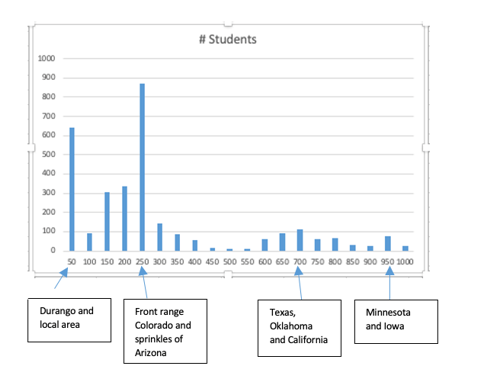 # Students
1000
900
800
700
600
500
400
300
200
100
0
50 100 150 200 250 300 350 400 450 500 550 600 650 700 750 800 850 900 950 1000
Durango and
local area
Front range
Colorado and
sprinkles of
Arizona
Texas,
Oklahoma
and California
Minnesota
and Iowa